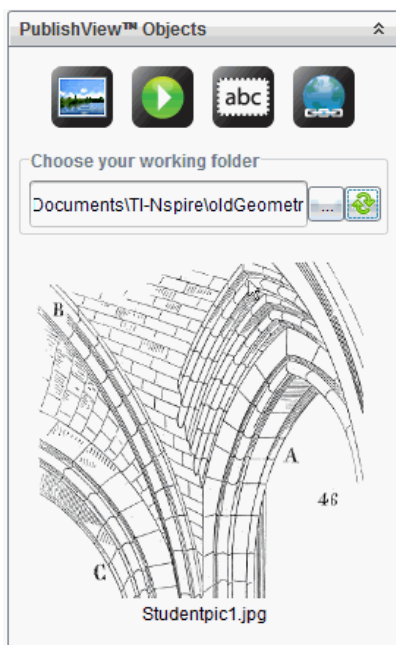 PublishView™ Objects
abc
Choose your working folder
Documents\TI-Nspire\oldGeometr
...
B
A
46
C
Studentpic1.jpg